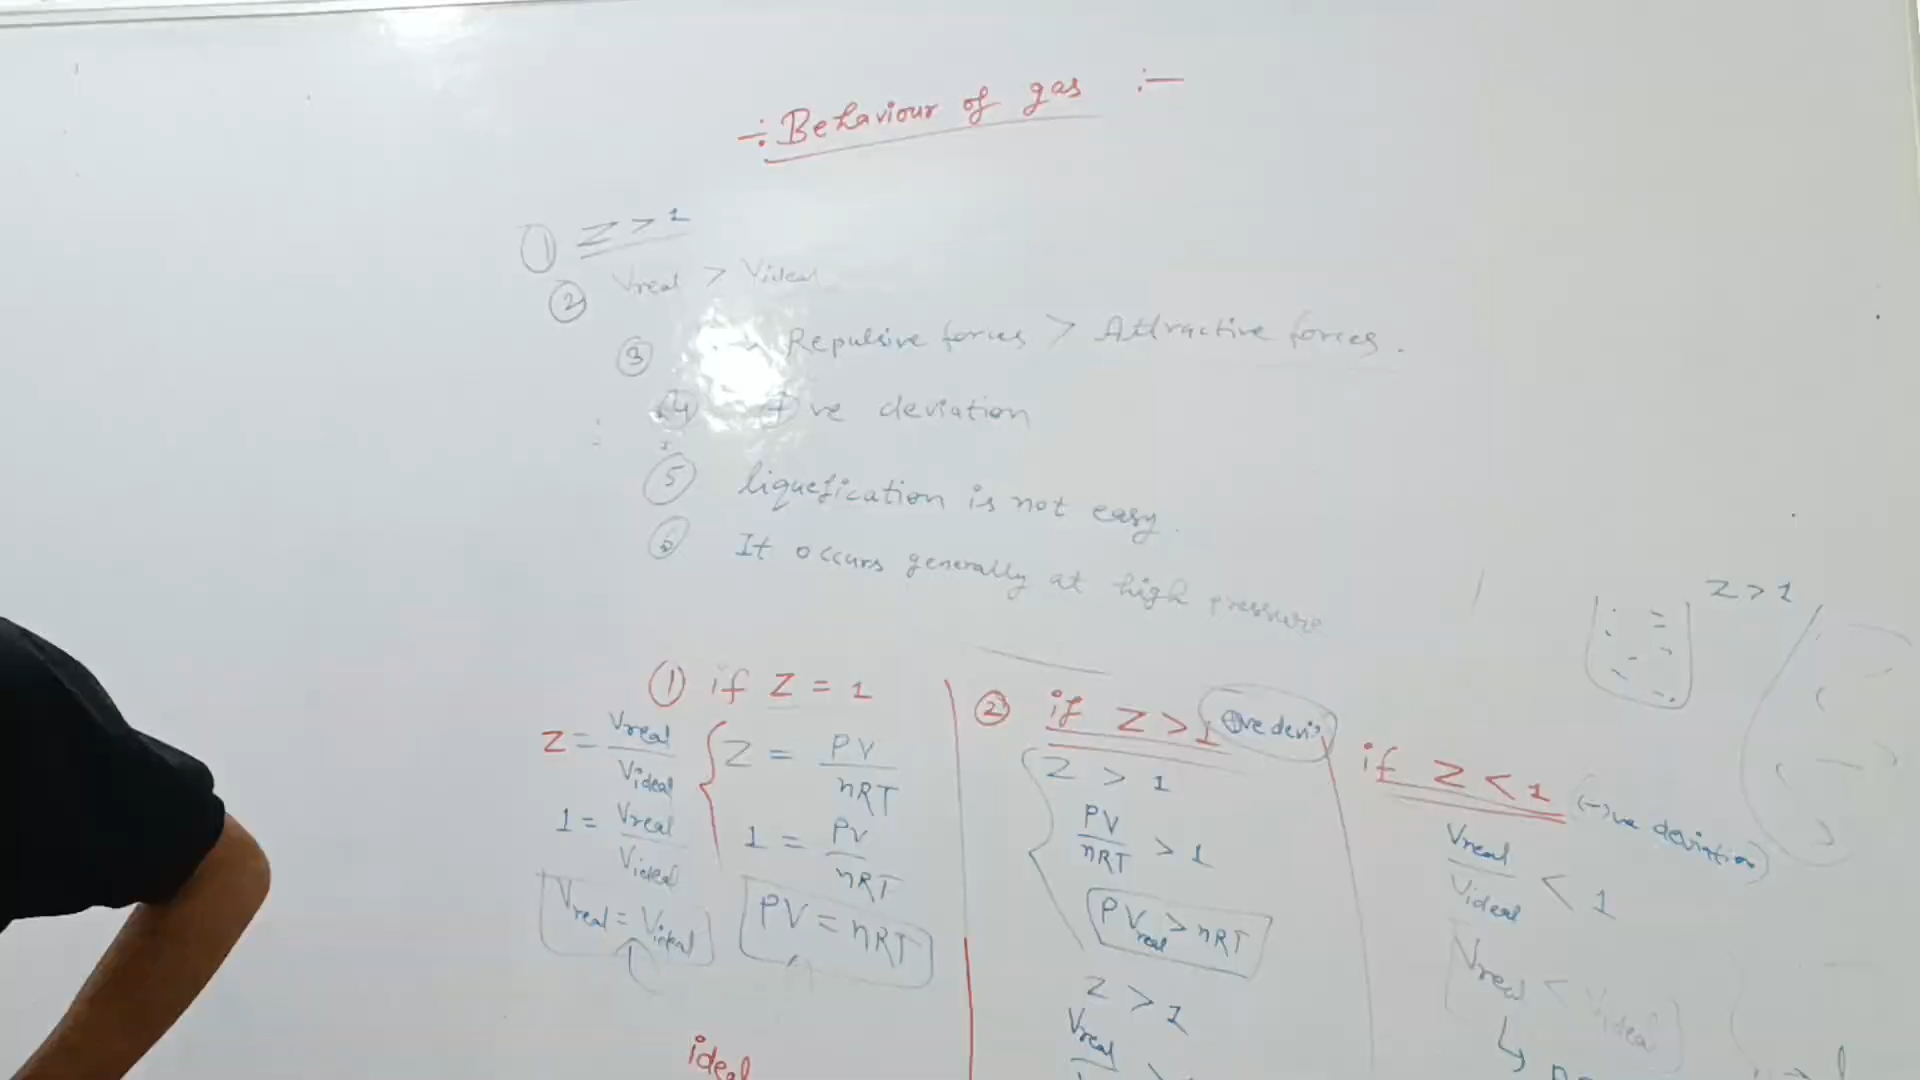 ÷ Behaviour of gas :-
① Z > 1
② Vreal > Videal
③ Repulsive forces > Attractive forces.
④ ⊕ve deviation
⑤ liquefication is not easy.
⑥ It occurs generally at high pressure
Z > 1
① if Z = 1
Z = Vreal / Videal
Z = PV / nRT
1 = Vreal / Videal
1 = PV / nRT
Vreal = Videal
PV = nRT
ideal
② if Z > 1 ⊕ve devi
Z > 1
PV / nRT > 1
PVreal > nRT
Z > 1
Vreal
if Z < 1 (-)ve deviation
Vreal / Videal < 1
Vreal < Videal